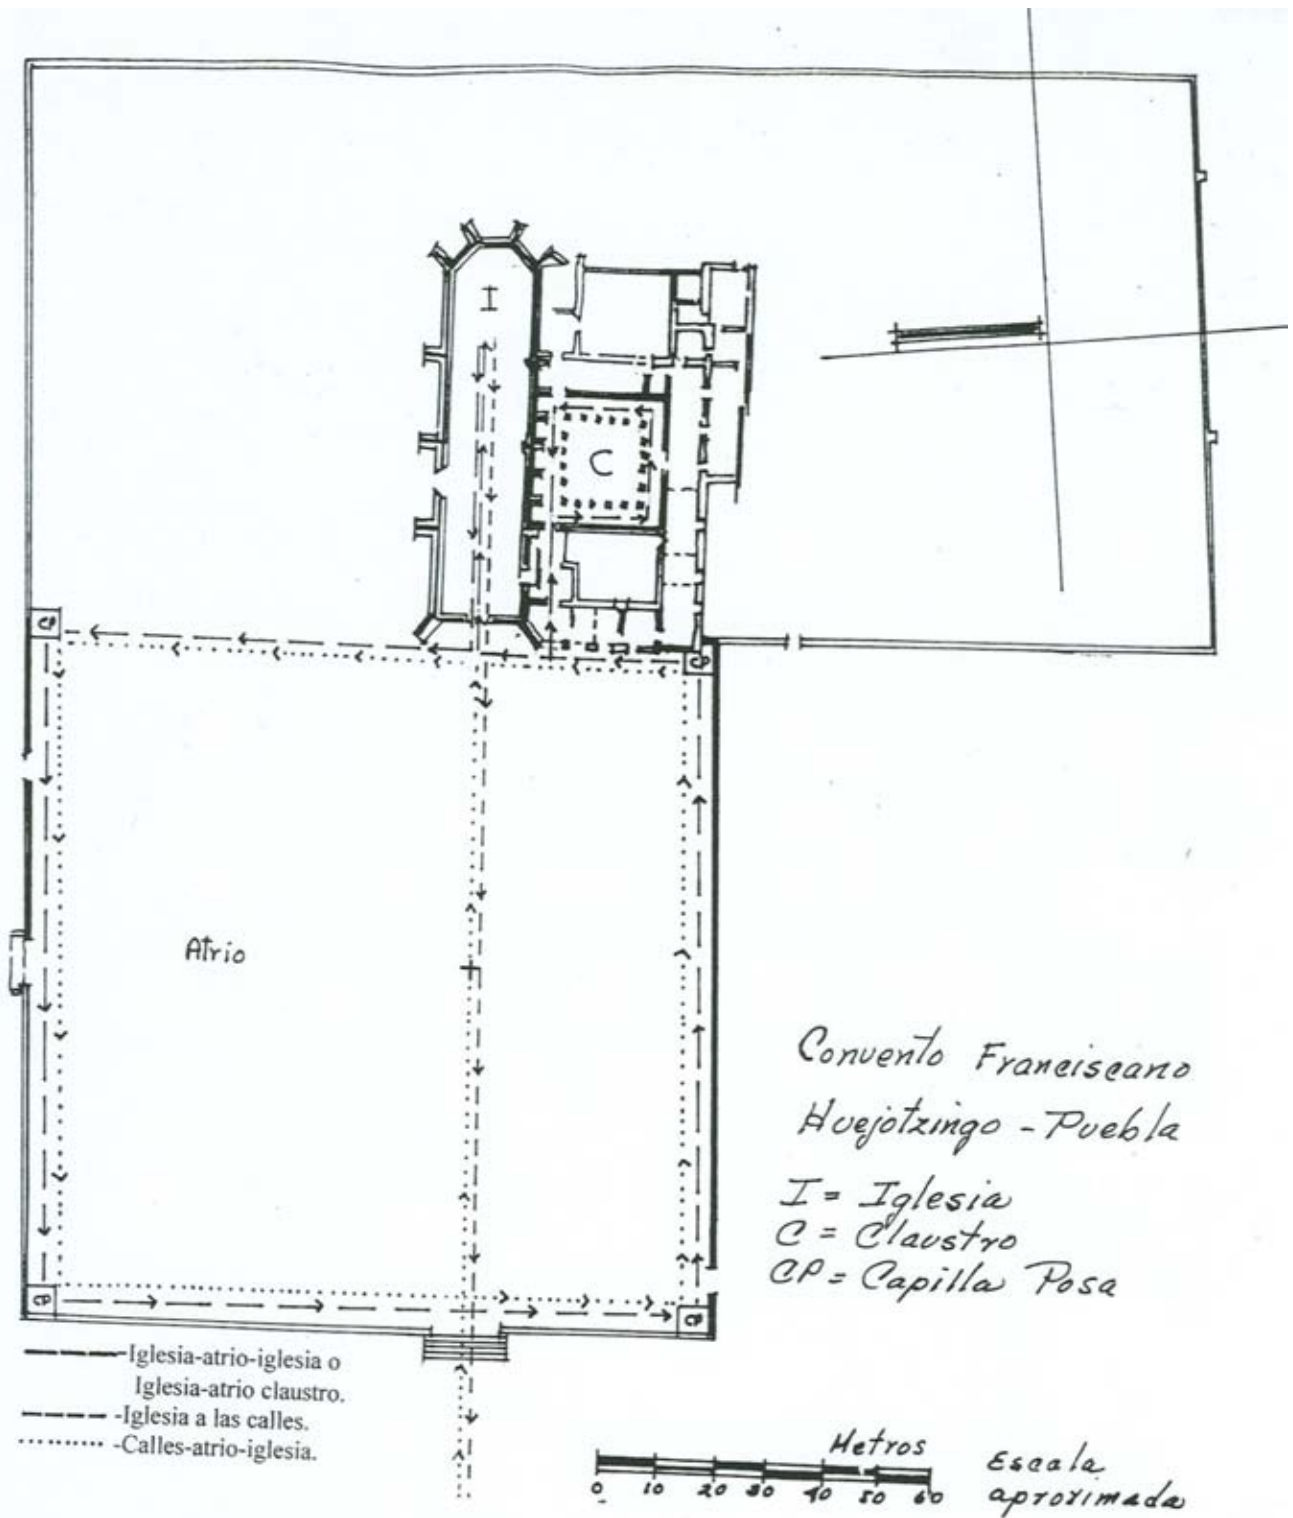 I
C
CP
CP
Atrio
Convento Franciscano
Huejotzingo - Puebla
I = Iglesia
C = Claustro
CP = Capilla Posa
CP
CP
-Iglesia-atrio-iglesia o
Iglesia-atrio claustro.
-Iglesia a las calles.
-Calles-atrio-iglesia.
Metros
0 10 20 30 40 50 60
Escala
aproximada